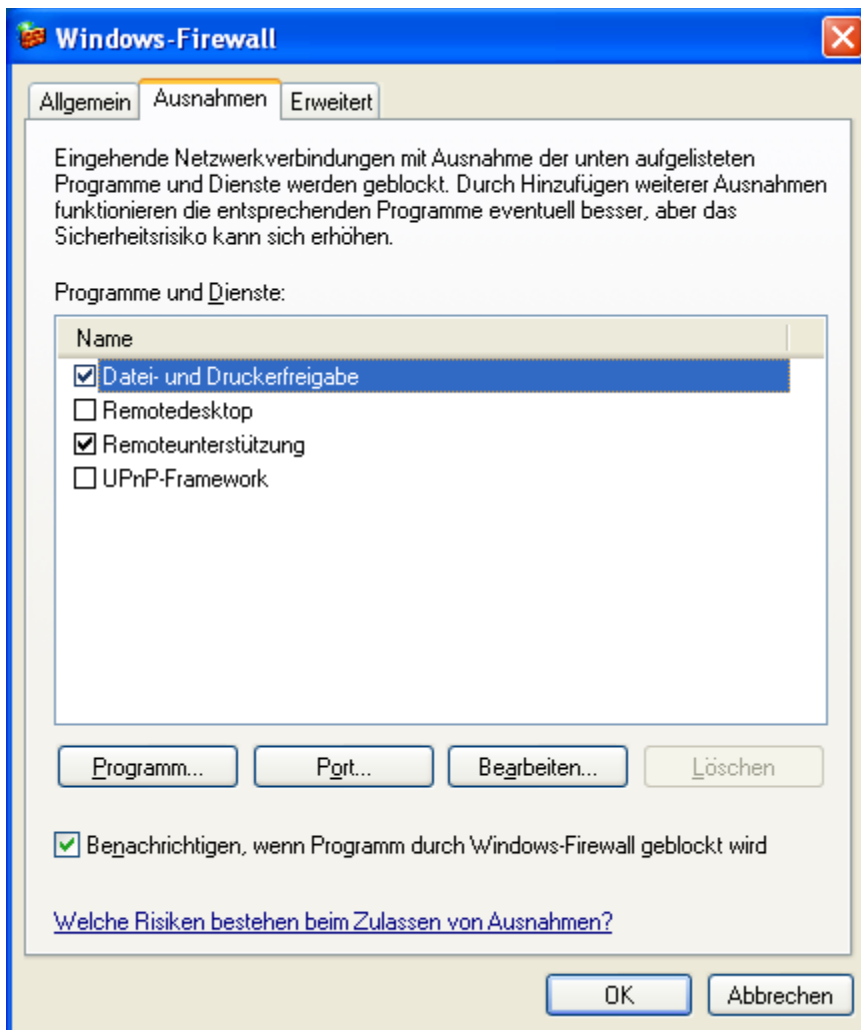 Windows-Firewall
Allgemein
Ausnahmen
Erweitert
Eingehende Netzwerkverbindungen mit Ausnahme der unten aufgelisteten
Programme und Dienste werden geblockt. Durch Hinzufügen weiterer Ausnahmen
funktionieren die entsprechenden Programme eventuell besser, aber das
Sicherheitsrisiko kann sich erhöhen.
Programme und Dienste:
Name
Datei- und Druckerfreigabe
Remotedesktop
Remoteunterstützung
UPnP-Framework
Programm...
Port...
Bearbeiten...
Löschen
Benachrichtigen, wenn Programm durch Windows-Firewall geblockt wird
Welche Risiken bestehen beim Zulassen von Ausnahmen?
OK
Abbrechen